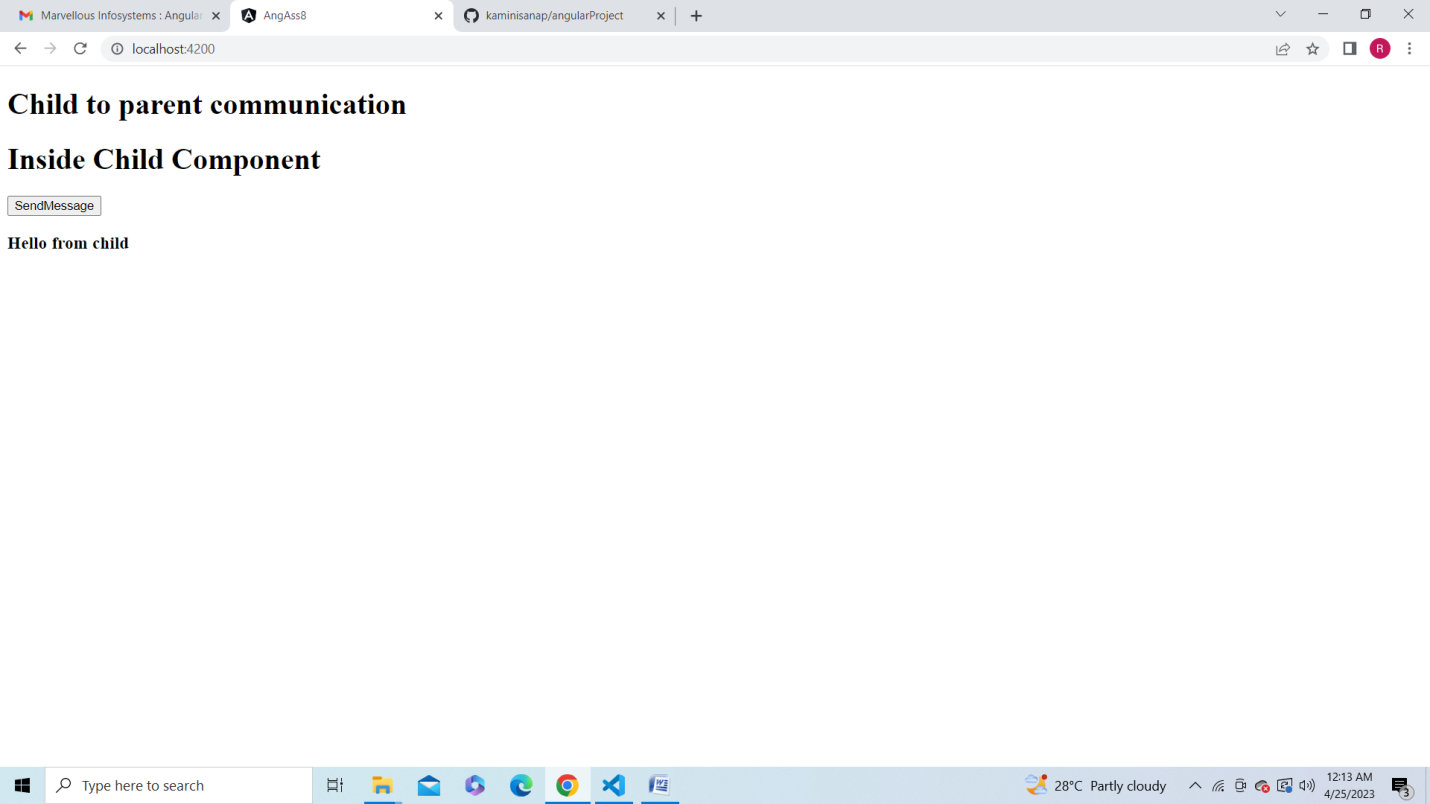 Marvellous Infosystems : Angular
AngAss8
kaminisanap/angularProject
localhost:4200
R
Child to parent communication
Inside Child Component
SendMessage
Hello from child
Type here to search
28°C Partly cloudy
12:13 AM
4/25/2023
3